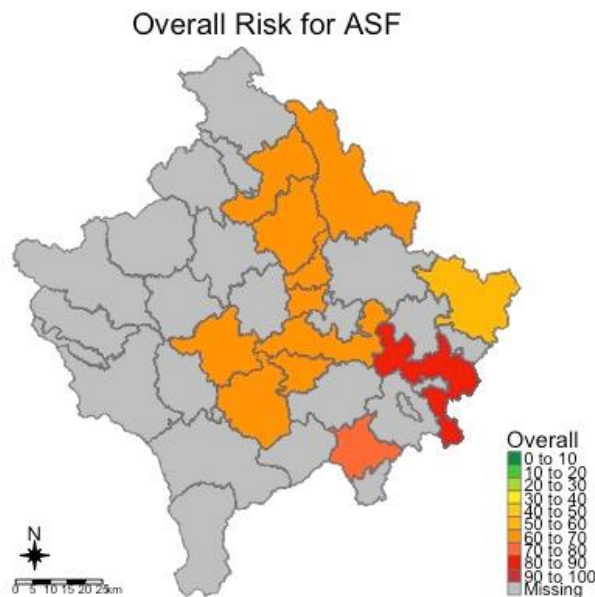 Overall Risk for ASF
Overall
0 to 10
10 to 20
20 to 30
30 to 40
40 to 50
50 to 60
60 to 70
70 to 80
80 to 90
90 to 100
Missing
N
0 5 10 15 20 25km